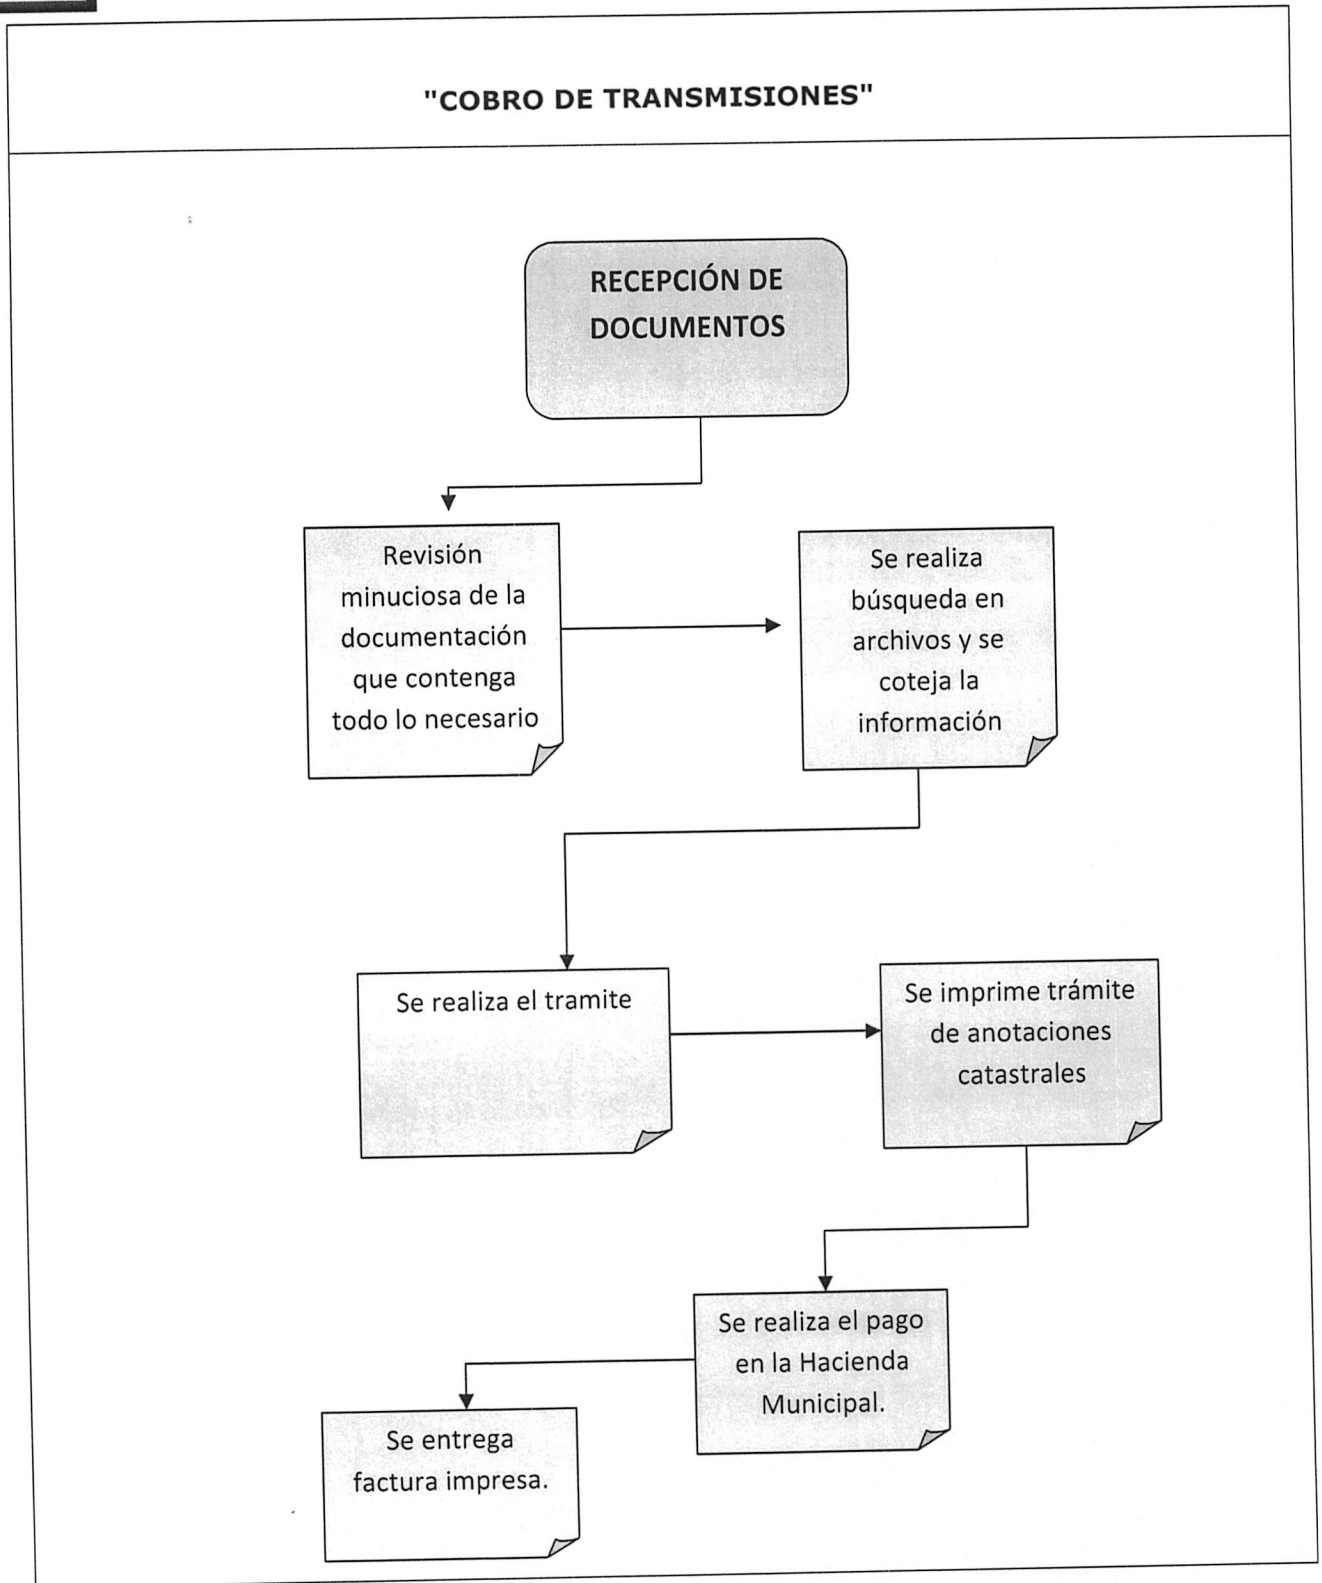 "COBRO DE TRANSMISIONES"
RECEPCIÓN DE
DOCUMENTOS
Revisión
minuciosa de la
documentación
que contenga
todo lo necesario
Se realiza
búsqueda en
archivos y se
coteja la
información
Se realiza el tramite
Se imprime trámite
de anotaciones
catastrales
Se realiza el pago
en la Hacienda
Municipal.
Se entrega
factura impresa.